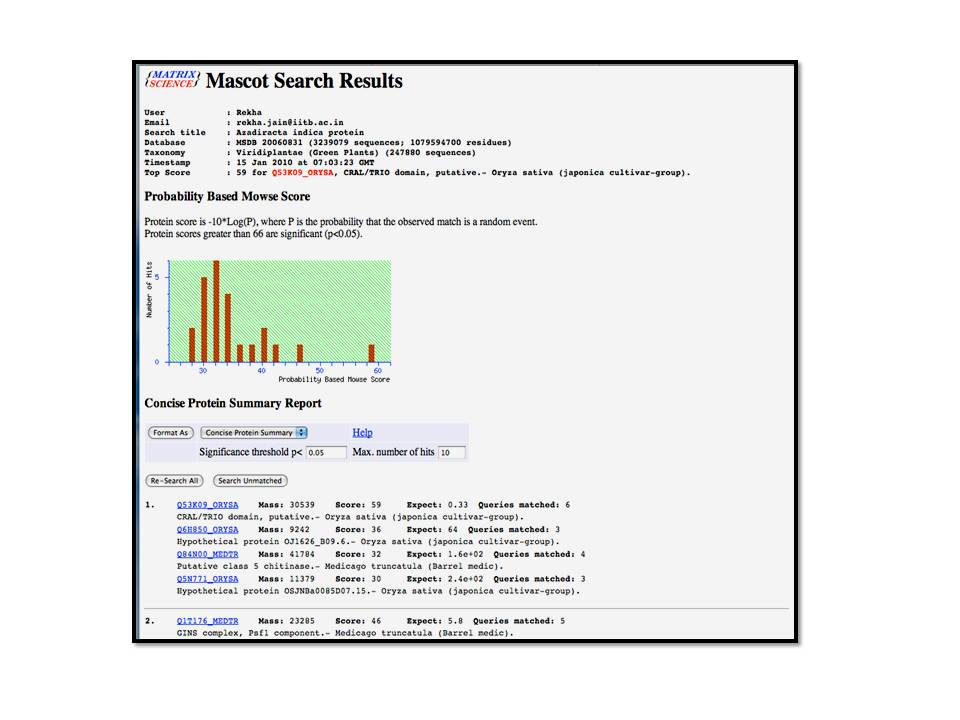 {MATRIX}
{SCIENCE} Mascot Search Results
User : Rekha
Email : rekha.jain@iitb.ac.in
Search title : Azadiracta indica protein
Database : MSDB 20060831 (3239079 sequences; 1079594700 residues)
Taxonomy : Viridiplantae (Green Plants) (247880 sequences)
Timestamp : 15 Jan 2010 at 07:03:23 GMT
Top Score : 59 for Q53K09_ORYSA, CRAL/TRIO domain, putative.- Oryza sativa (japonica cultivar-group).
Probability Based Mowse Score
Protein score is -10*Log(P), where P is the probability that the observed match is a random event.
Protein scores greater than 66 are significant (p<0.05).
Number of Hits
5
0
30 40 50 60
Probability Based Mowse Score
Concise Protein Summary Report
Format As Concise Protein Summary Help
Significance threshold p< 0.05 Max. number of hits 10
Re-Search All Search Unmatched
1. Q53K09_ORYSA Mass: 30539 Score: 59 Expect: 0.33 Queries matched: 6
CRAL/TRIO domain, putative.- Oryza sativa (japonica cultivar-group).
Q6H850_ORYSA Mass: 9242 Score: 36 Expect: 64 Queries matched: 3
Hypothetical protein OJ1626_B09.6.- Oryza sativa (japonica cultivar-group).
Q84N00_MEDTR Mass: 41784 Score: 32 Expect: 1.6e+02 Queries matched: 4
Putative class 5 chitinase.- Medicago truncatula (Barrel medic).
Q5N771_ORYSA Mass: 11379 Score: 30 Expect: 2.4e+02 Queries matched: 3
Hypothetical protein OSJNBa0085D07.15.- Oryza sativa (japonica cultivar-group).
2. Q1T176_MEDTR Mass: 23285 Score: 46 Expect: 5.8 Queries matched: 5
GINS complex, Psf1 component.- Medicago truncatula (Barrel medic).